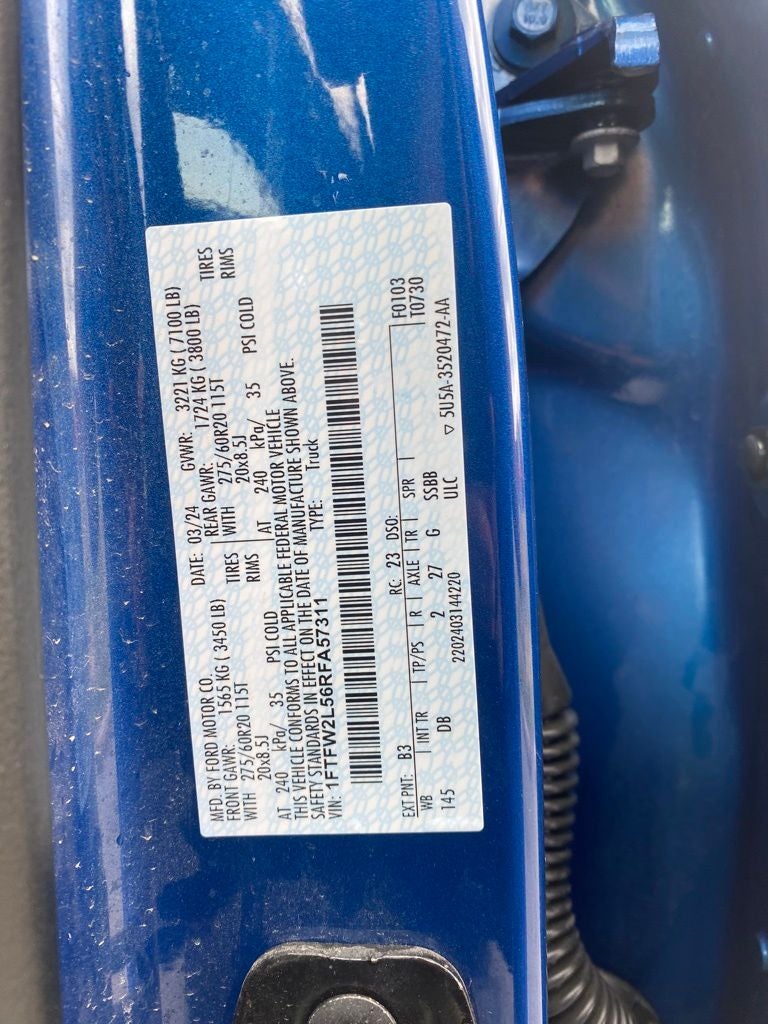 MFD. BY FORD MOTOR CO. DATE: 03/24 GVWR: 3221 KG (7100 LB)
FRONT GAWR: 1565 KG (3450 LB) REAR GAWR: 1724 KG (3800 LB)
WITH 275/60R20 115T TIRES WITH 275/60R20 115T TIRES
20x8.5J RIMS 20x8.5J RIMS
AT 240 kPa/ 35 PSI COLD AT 240 kPa/ 35 PSI COLD
THIS VEHICLE CONFORMS TO ALL APPLICABLE FEDERAL MOTOR VEHICLE
SAFETY STANDARDS IN EFFECT ON THE DATE OF MANUFACTURE SHOWN ABOVE.
VIN: 1FTFW2L56RFA57311 TYPE: Truck
EXT PNT: B3 RC: 23 DSO: F0103
WB | INT TR | TP/PS | R | AXLE | TR | SPR | T0730
145 DB 2 27 G SSBB
2202403144220 ULC ▽ 5U5A-3520472-AA